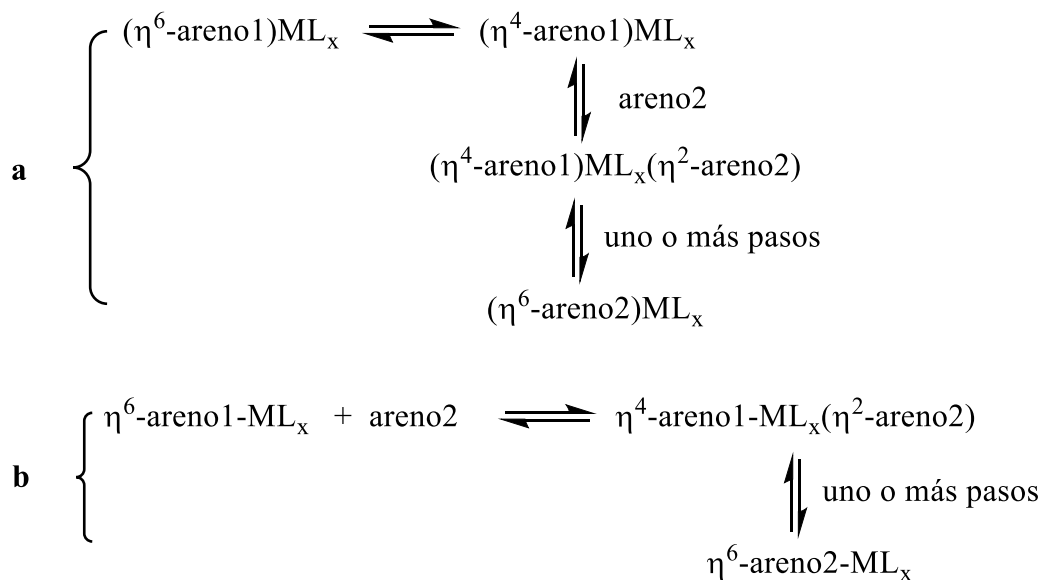 (η⁶-areno1)MLₓ (η⁴-areno1)MLₓ
areno2
a
(η⁴-areno1)MLₓ(η²-areno2)
uno o más pasos
(η⁶-areno2)MLₓ
η⁶-areno1-MLₓ + areno2 η⁴-areno1-MLₓ(η²-areno2)
b
uno o más pasos
η⁶-areno2-MLₓ